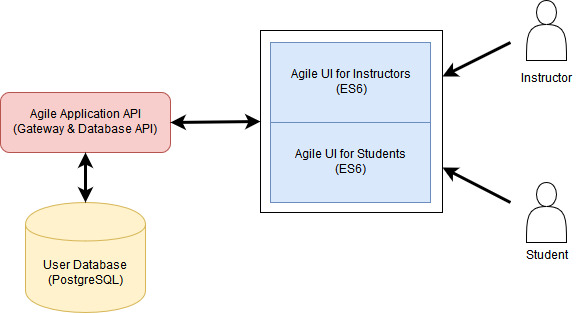 Agile UI for Instructors
(ES6)
Instructor
Agile Application API
(Gateway & Database API)
Agile UI for Students
(ES6)
Student
User Database
(PostgreSQL)